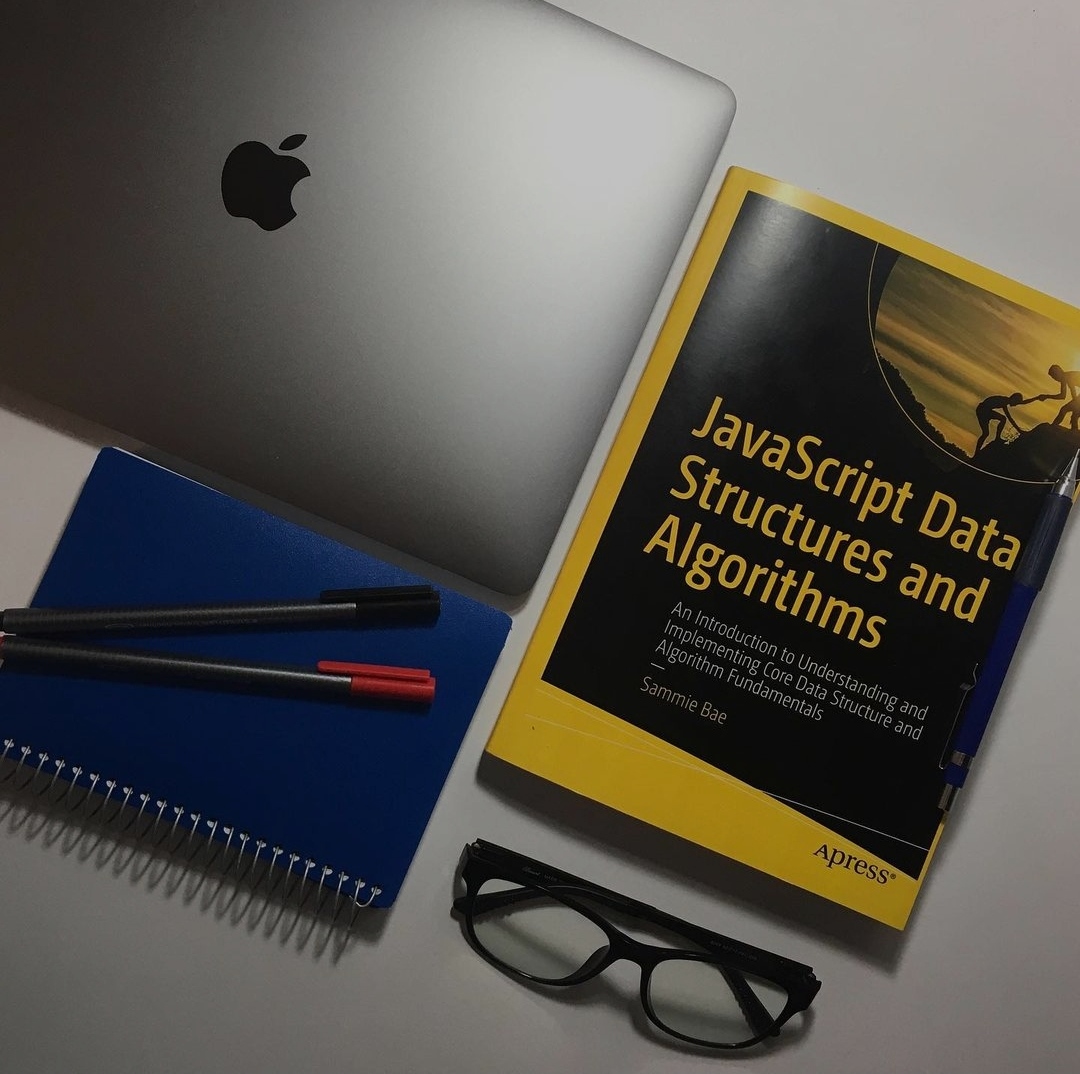 JavaScript Data
Structures and
Algorithms
An Introduction to Understanding and
Implementing Core Data Structure and
Algorithm Fundamentals
—
Sammie Bae
Apress®